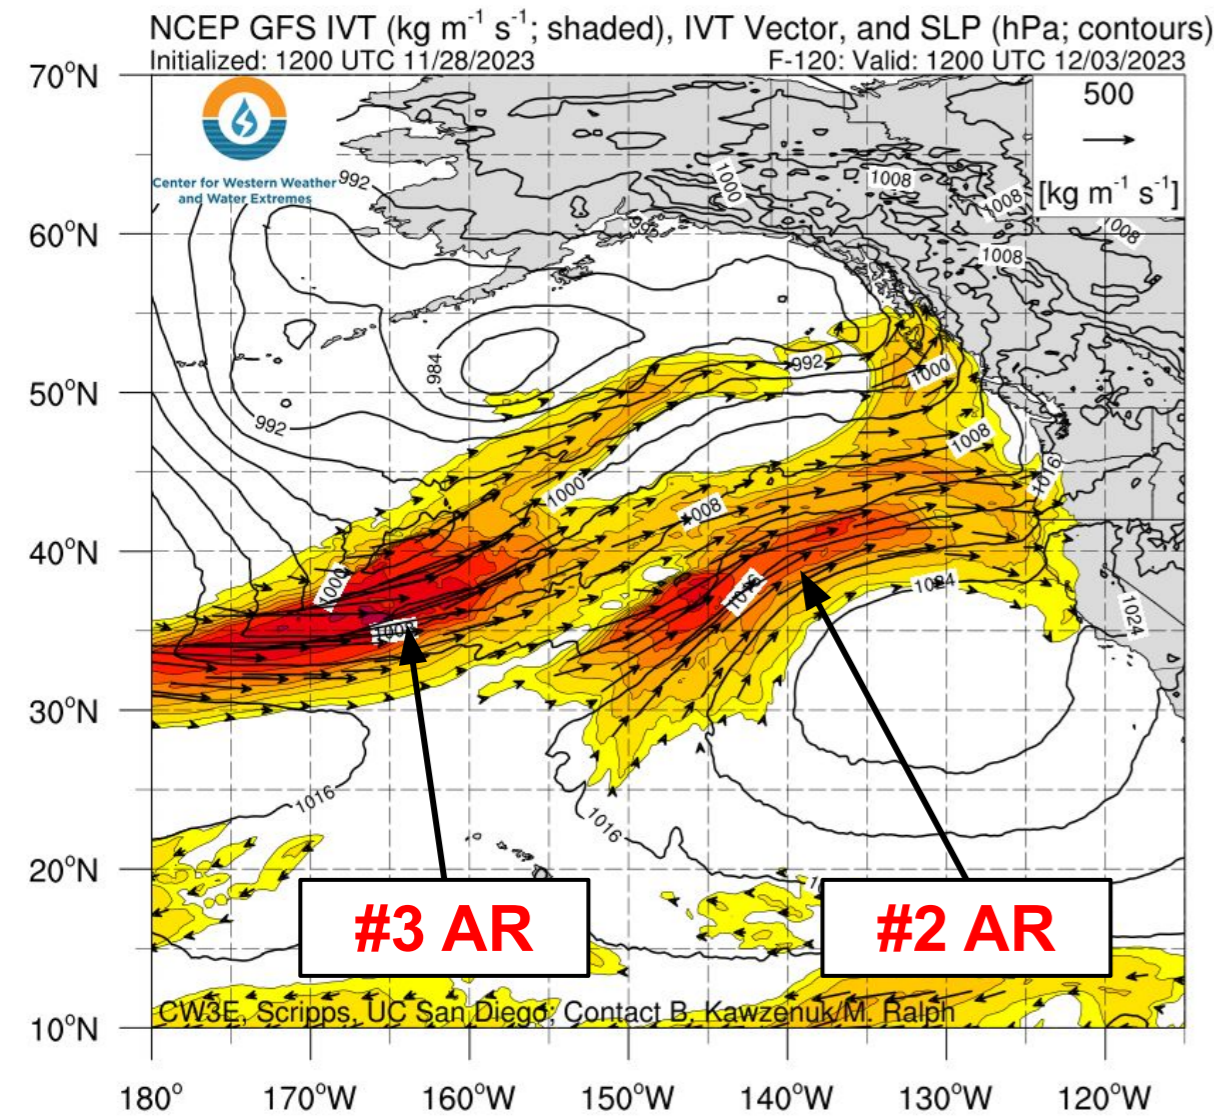 NCEP GFS IVT (kg m⁻¹ s⁻¹; shaded), IVT Vector, and SLP (hPa; contours)
Initialized: 1200 UTC 11/28/2023 F-120: Valid: 1200 UTC 12/03/2023
70°N
500
[kg m⁻¹ s⁻¹]
Center for Western Weather
and Water Extremes
992
1000
1008
1008
1008
1008
60°N
992
984
992
1000
50°N
992
1008
1016
1000
1008
40°N
1000
1016
1024
1024
1008
30°N
1016
1016
20°N
#3 AR
#2 AR
CW3E, Scripps, UC San Diego; Contact B. Kawzenuk/M. Ralph
10°N
180° 170°W 160°W 150°W 140°W 130°W 120°W